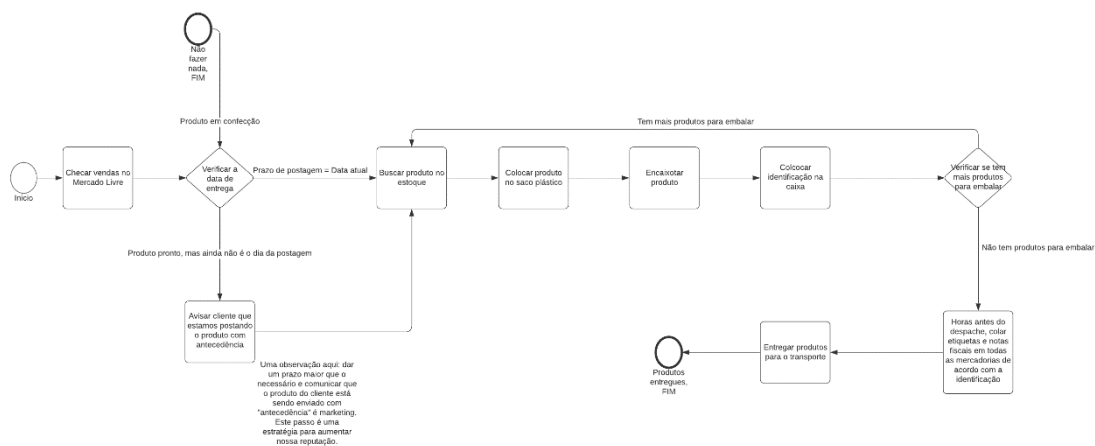 Não
fazer
nada,
FIM
Produto em confecção
Tem mais produtos para embalar
Início
Checar vendas no
Mercado Livre
Verificar a
data de
entrega
Prazo de postagem = Data atual
Buscar produto no
estoque
Colocar produto
no saco plástico
Encaixotar
produto
Colcocar
identificação na
caixa
Verificar se tem
mais produtos
para embalar
Produto pronto, mas ainda não é o dia da postagem
Não tem produtos para embalar
Avisar cliente que
estamos postando
o produto com
antecedência
Uma observação aqui: dar
um prazo maior que o
necessário e comunicar que
o produto do cliente está
sendo enviado com
"antecedência" é marketing.
Este passo é uma
estratégia para aumentar
nossa reputação.
Horas antes do
despache, colar
etiquetas e notas
fiscais em todas
as mercadorias de
acordo com a
identificação
Entregar produtos
para o transporte
Produtos
entregues,
FIM